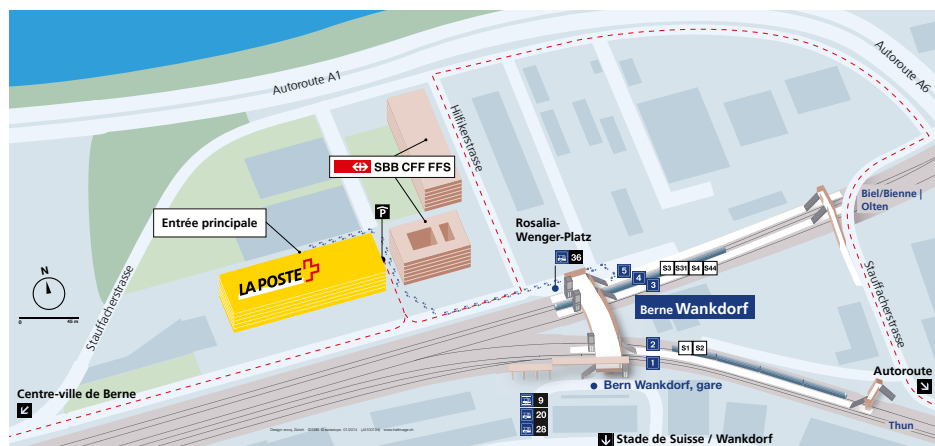 Autoroute A1
Autoroute A6
Hilfikerstrasse
SBB CFF FFS
Biel/Bienne |
Olten
P
Entrée principale
Rosalia-
Wenger-Platz
36
5
4
3
S3 S31 S4 S44
LA POSTE
N
0 45 m
Stauffacherstrasse
Stauffacherstrasse
Berne Wankdorf
2
S1 S2
1
Bern Wankdorf, gare
Centre-ville de Berne
Autoroute
9
20
28
Thun
Stade de Suisse / Wankdorf